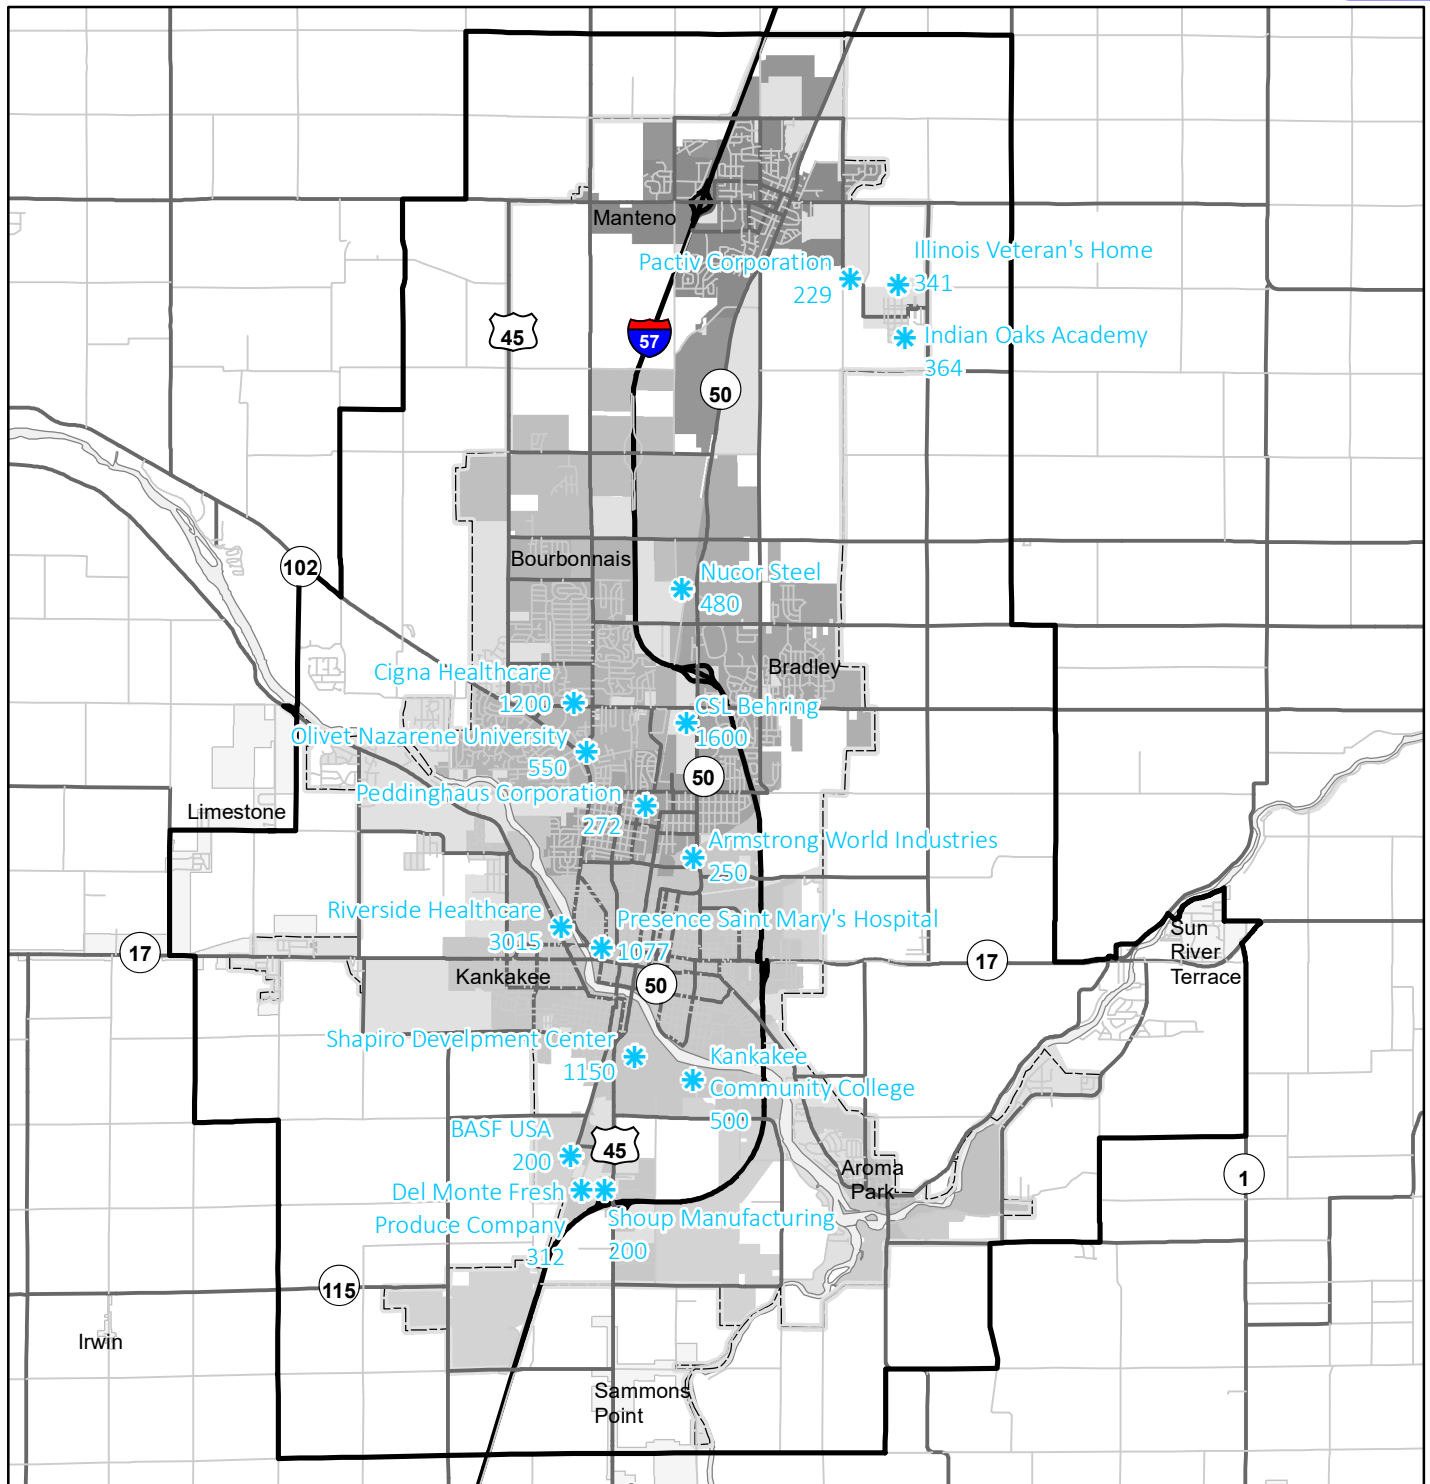 Manteno
Illinois Veteran's Home
341
Pactiv Corporation
229
Indian Oaks Academy
364
45
57
50
Bourbonnais
102
Nucor Steel
480
Bradley
Cigna Healthcare
1200
CSL Behring
1600
Olivet Nazarene University
550
50
Peddinghaus Corporation
272
Limestone
Armstrong World Industries
250
Riverside Healthcare
3015
Presence Saint Mary's Hospital
1077
17
17
Sun
River
Terrace
Kankakee
50
Shapiro Develpment Center
1150
Kankakee
Community College
500
BASF USA
200
45
Aroma
Park
1
Del Monte Fresh
Produce Company
312
Shoup Manufacturing
200
115
Irwin
Sammons
Point